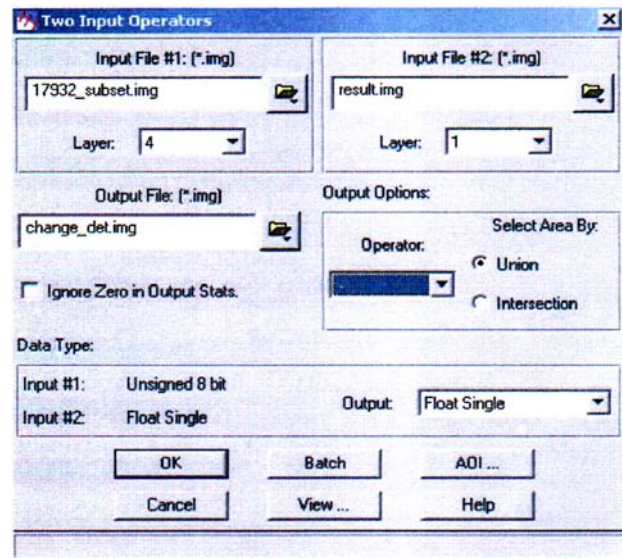 Two Input Operators
Input File #1: (*.img)
17932_subset.img
Layer: 4
Input File #2: (*.img)
result.img
Layer: 1
Output File: (*.img)
change_det.img
Ignore Zero in Output Stats.
Output Options:
Operator:
Select Area By:
Union
Intersection
Data Type:
Input #1: Unsigned 8 bit
Input #2: Float Single
Output: Float Single
OK
Batch
AOI ...
Cancel
View ...
Help